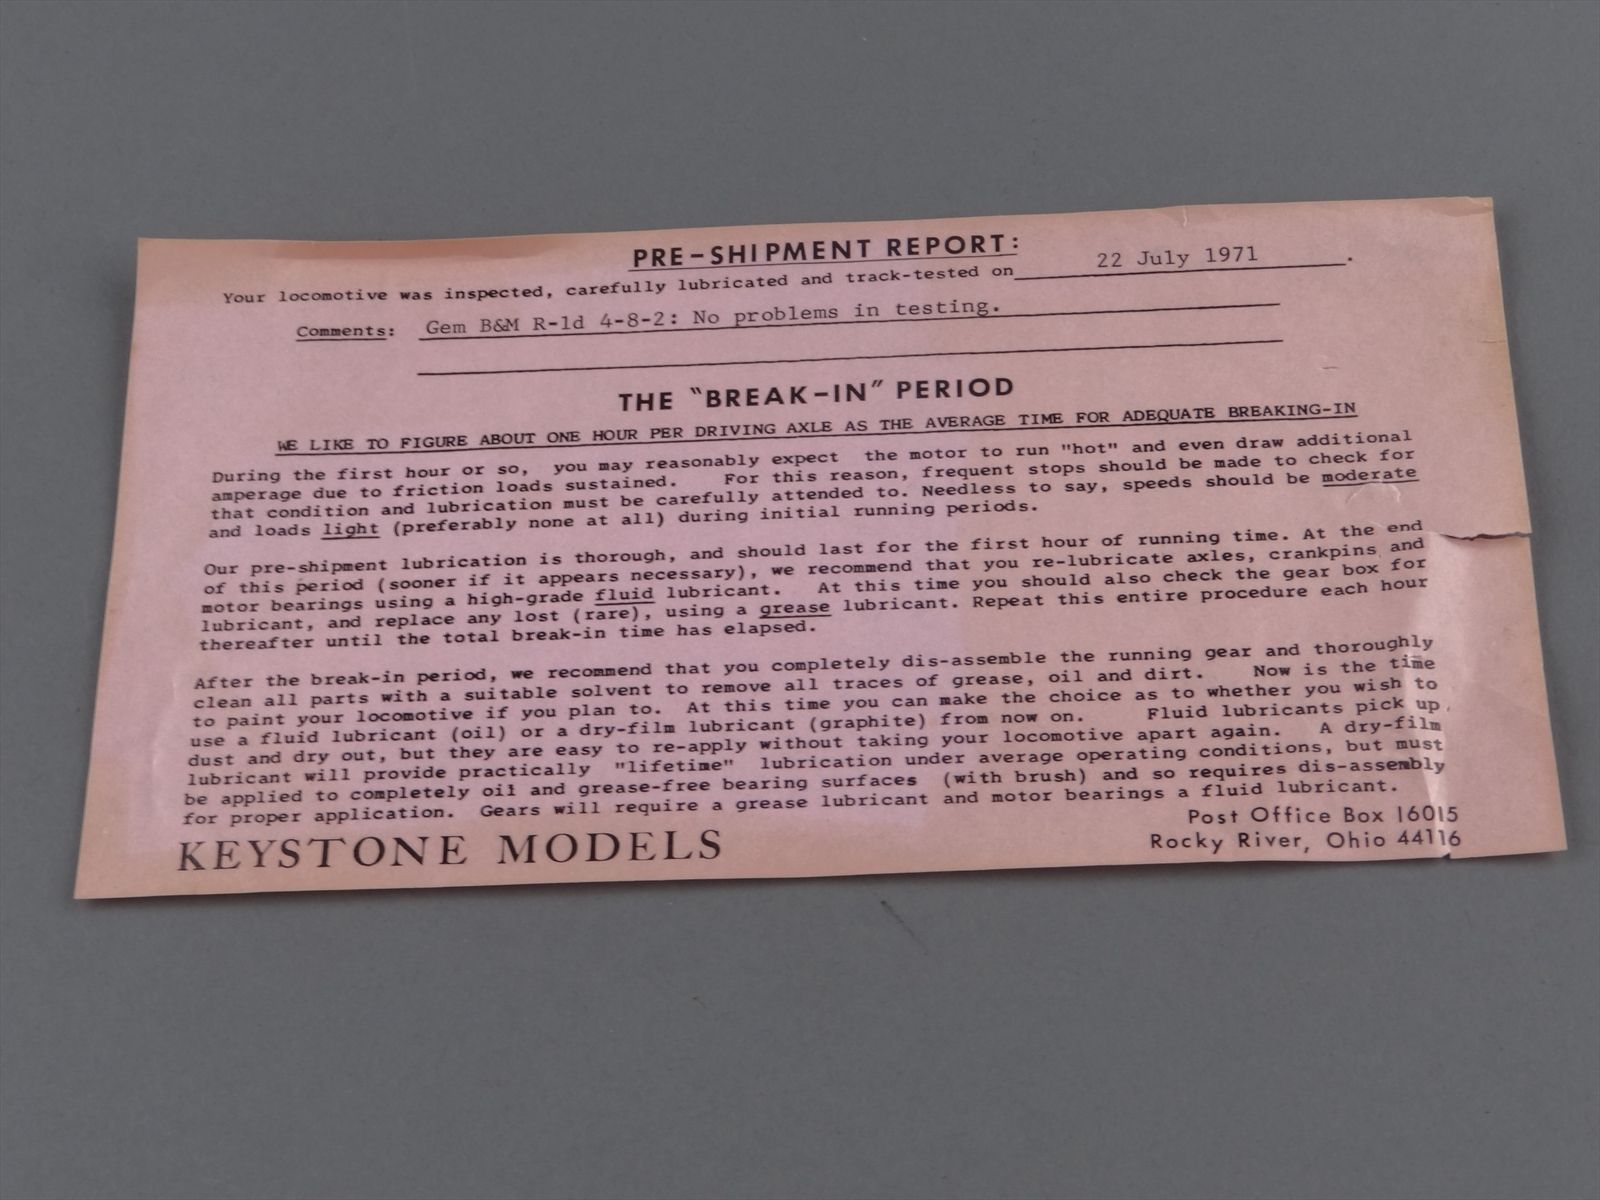 PRE-SHIPMENT REPORT:
Your locomotive was inspected, carefully lubricated and track-tested on 22 July 1971.
Comments: Gem B&M R-1d 4-8-2: No problems in testing.
THE "BREAK-IN" PERIOD
WE LIKE TO FIGURE ABOUT ONE HOUR PER DRIVING AXLE AS THE AVERAGE TIME FOR ADEQUATE BREAKING-IN
During the first hour or so, you may reasonably expect the motor to run "hot" and even draw additional
amperage due to friction loads sustained. For this reason, frequent stops should be made to check for
that condition and lubrication must be carefully attended to. Needless to say, speeds should be moderate
and loads light (preferably none at all) during initial running periods.
Our pre-shipment lubrication is thorough, and should last for the first hour of running time. At the end
of this period (sooner if it appears necessary), we recommend that you re-lubricate axles, crankpins and
motor bearings using a high-grade fluid lubricant. At this time you should also check the gear box for
lubricant, and replace any lost (rare), using a grease lubricant. Repeat this entire procedure each hour
thereafter until the total break-in time has elapsed.
After the break-in period, we recommend that you completely dis-assemble the running gear and thoroughly
clean all parts with a suitable solvent to remove all traces of grease, oil and dirt. Now is the time
to paint your locomotive if you plan to. At this time you can make the choice as to whether you wish to
use a fluid lubricant (oil) or a dry-film lubricant (graphite) from now on. Fluid lubricants pick up
dust and dry out, but they are easy to re-apply without taking your locomotive apart again. A dry-film
lubricant will provide practically "lifetime" lubrication under average operating conditions, but must
be applied to completely oil and grease-free bearing surfaces (with brush) and so requires dis-assembly
for proper application. Gears will require a grease lubricant and motor bearings a fluid lubricant.
KEYSTONE MODELS
Post Office Box 16015
Rocky River, Ohio 44116